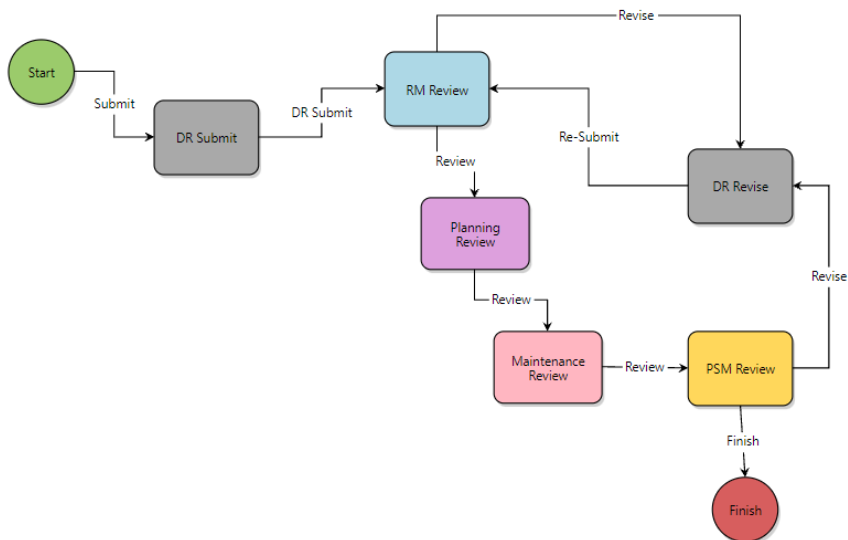 Revise
Start
RM Review
Submit
DR Submit
DR Submit
Re-Submit
Review
DR Revise
Planning
Review
Revise
Review
Maintenance
Review
Review
PSM Review
Finish
Finish